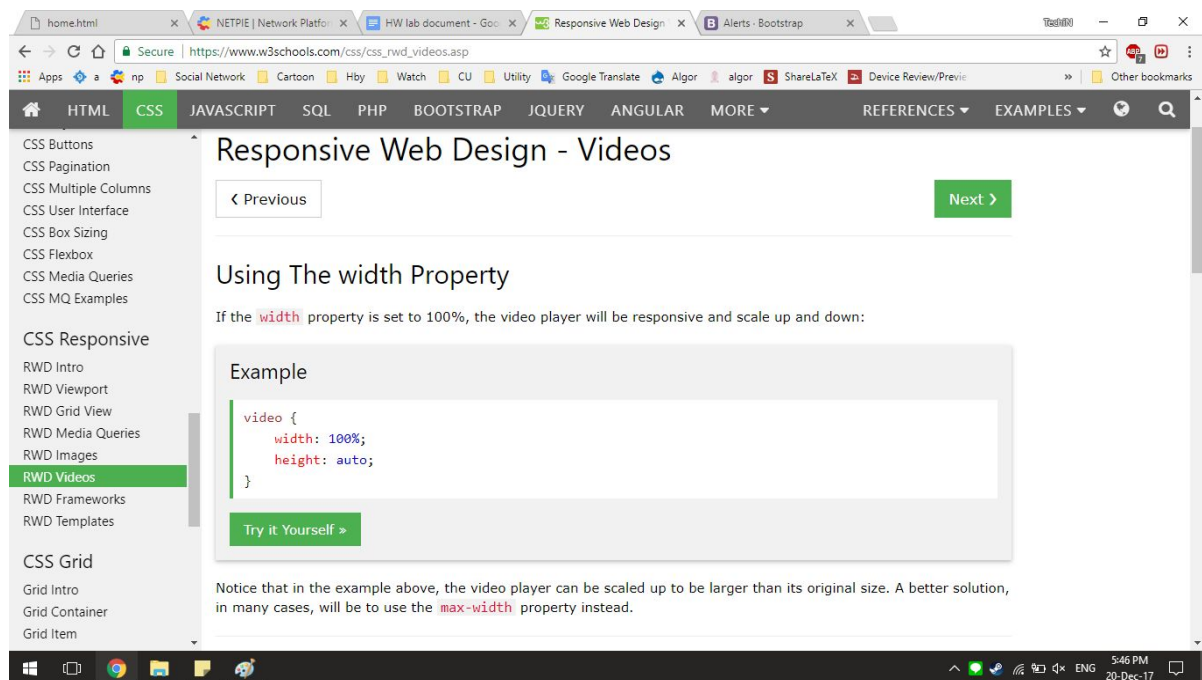 home.html
NETPIE | Network Platfor
HW lab document - Goo
Responsive Web Design
Alerts - Bootstrap
Secure https://www.w3schools.com/css/css_rwd_videos.asp
Apps a np Social Network Cartoon Hby Watch CU Utility Google Translate Algor algor ShareLaTeX Device Review/Previe » Other bookmarks
HTML CSS JAVASCRIPT SQL PHP BOOTSTRAP JQUERY ANGULAR MORE REFERENCES EXAMPLES
CSS Buttons
CSS Pagination
CSS Multiple Columns
CSS User Interface
CSS Box Sizing
CSS Flexbox
CSS Media Queries
CSS MQ Examples
CSS Responsive
RWD Intro
RWD Viewport
RWD Grid View
RWD Media Queries
RWD Images
RWD Videos
RWD Frameworks
RWD Templates
CSS Grid
Grid Intro
Grid Container
Grid Item
Responsive Web Design - Videos
❮ Previous
Next ❯
Using The width Property
If the width property is set to 100%, the video player will be responsive and scale up and down:
Example
video {
width: 100%;
height: auto;
}
Try it Yourself »
Notice that in the example above, the video player can be scaled up to be larger than its original size. A better solution,
in many cases, will be to use the max-width property instead.
ENG
5:46 PM
20-Dec-17